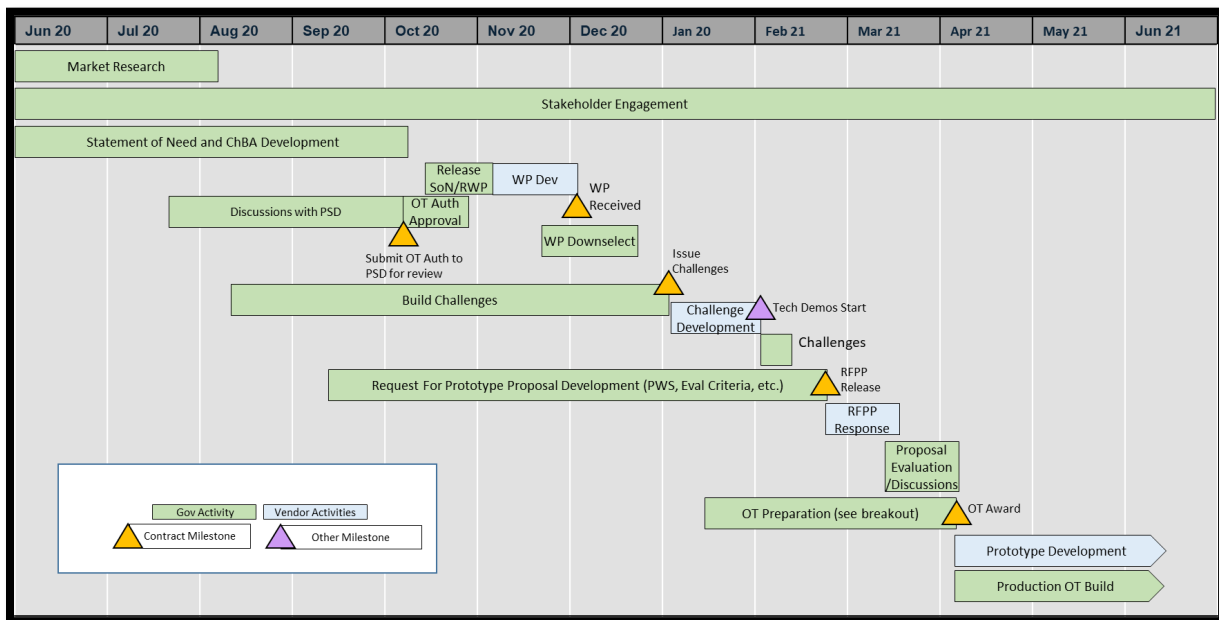 Jun 20 Jul 20 Aug 20 Sep 20 Oct 20 Nov 20 Dec 20 Jan 20 Feb 21 Mar 21 Apr 21 May 21 Jun 21
Market Research
Stakeholder Engagement
Statement of Need and ChBA Development
Release
SoN/RWP
WP Dev
WP
Received
Discussions with PSD
OT Auth
Approval
Submit OT Auth to
PSD for review
WP Downselect
Issue
Challenges
Build Challenges
Challenge
Development
Tech Demos Start
Challenges
Request For Prototype Proposal Development (PWS, Eval Criteria, etc.)
RFPP
Release
RFPP
Response
Proposal
Evaluation
/Discussions
OT Preparation (see breakout)
OT Award
Prototype Development
Production OT Build
Gov Activity
Vendor Activities
Contract Milestone
Other Milestone